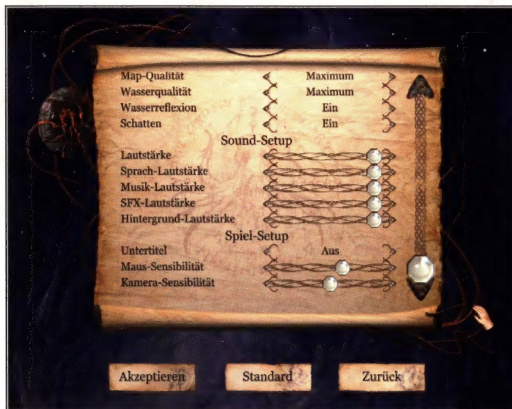 Map-Qualität Maximum
Wasserqualität Maximum
Wasserreflexion Ein
Schatten Ein
Sound-Setup
Lautstärke
Sprach-Lautstärke
Musik-Lautstärke
SFX-Lautstärke
Hintergrund-Lautstärke
Spiel-Setup
Untertitel Aus
Maus-Sensibilität
Kamera-Sensibilität
Akzeptieren Standard Zurück